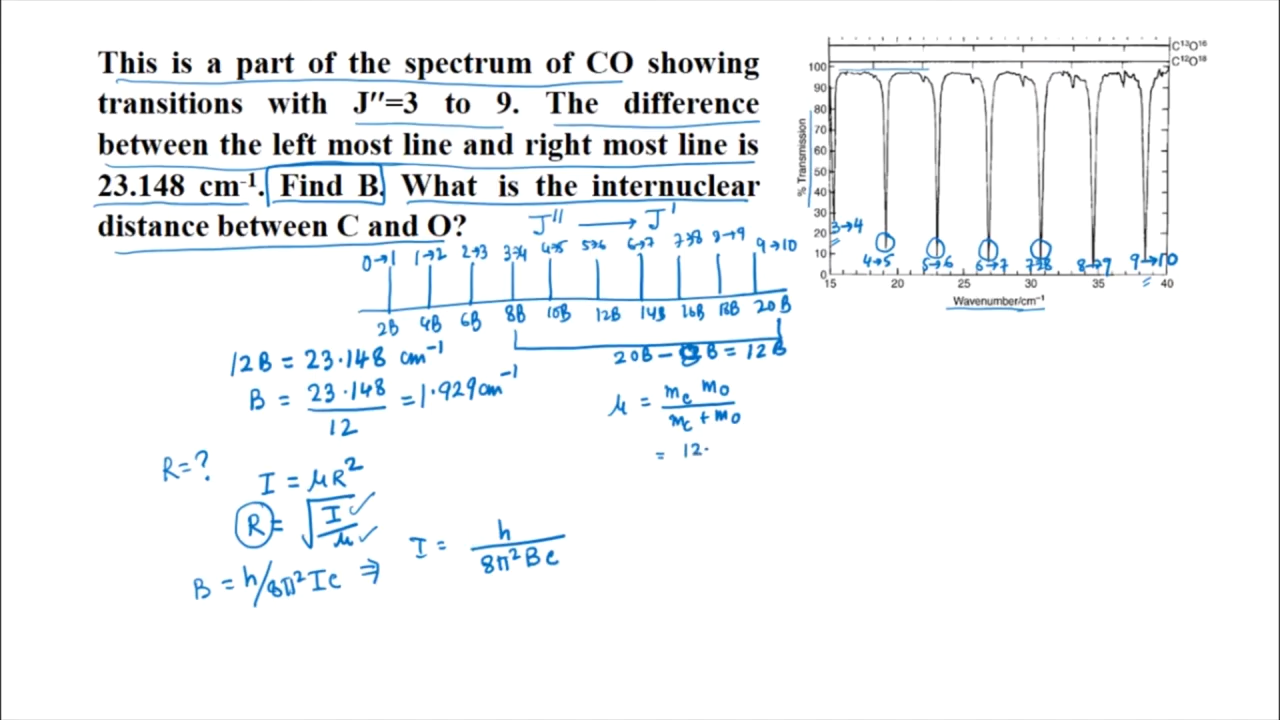 This is a part of the spectrum of CO showing
transitions with J″=3 to 9. The difference
between the left most line and right most line is
23.148 cm⁻¹. Find B. What is the internuclear
distance between C and O?
J" ⟶ J'
0→1 1→2 2→3 3→4 4→5 5→6 6→7 7→8 8→9 9→10
2B 4B 6B 8B 10B 12B 14B 16B 18B 20B
20B - 8B = 12B
12B = 23.148 cm⁻¹
B = 23.148/12 = 1.929 cm⁻¹
μ = m_C m_O / m_C + m_O
= 12.
R = ?
I = μR²
R = √I/μ
B = h/8π²Ic ⇒ I = h/8π²Bc
C¹³O¹⁶
C¹²O¹⁸
% Transmission
100
90
80
70
60
50
40
30
20
10
0
3→4
4→5 5→6 6→7 7→8 8→9 9→10
15 20 25 30 35 40
Wavenumber/cm⁻¹